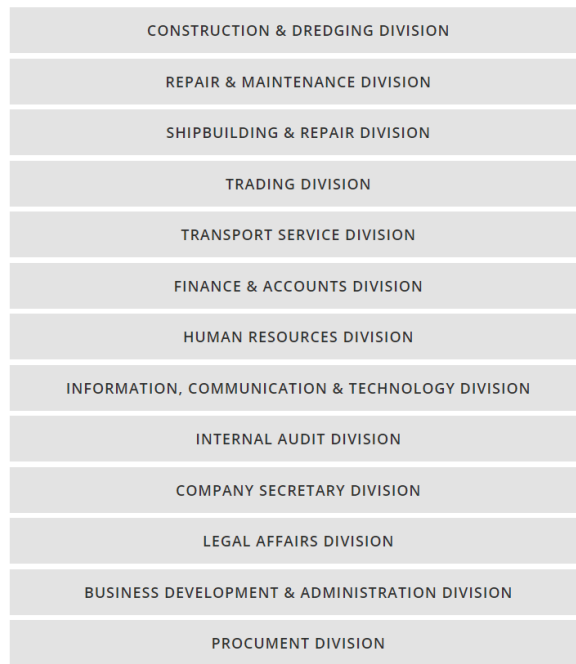 CONSTRUCTION & DREDGING DIVISION
REPAIR & MAINTENANCE DIVISION
SHIPBUILDING & REPAIR DIVISION
TRADING DIVISION
TRANSPORT SERVICE DIVISION
FINANCE & ACCOUNTS DIVISION
HUMAN RESOURCES DIVISION
INFORMATION, COMMUNICATION & TECHNOLOGY DIVISION
INTERNAL AUDIT DIVISION
COMPANY SECRETARY DIVISION
LEGAL AFFAIRS DIVISION
BUSINESS DEVELOPMENT & ADMINISTRATION DIVISION
PROCUMENT DIVISION